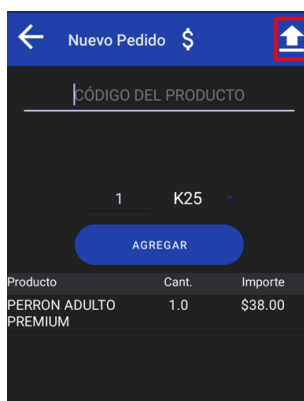 Nuevo Pedido $
CÓDIGO DEL PRODUCTO
1 K25
AGREGAR
Producto Cant. Importe
PERRON ADULTO 1.0 $38.00
PREMIUM